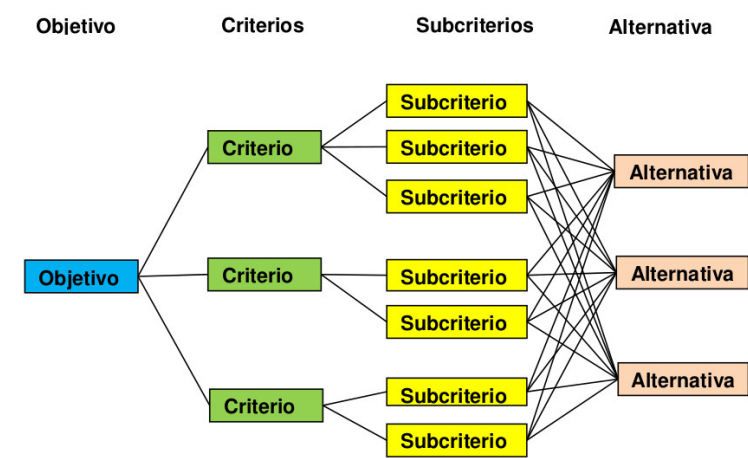 Objetivo Criterios Subcriterios Alternativa
Subcriterio
Criterio
Subcriterio
Alternativa
Subcriterio
Objetivo
Criterio
Subcriterio
Alternativa
Subcriterio
Criterio
Subcriterio
Alternativa
Subcriterio